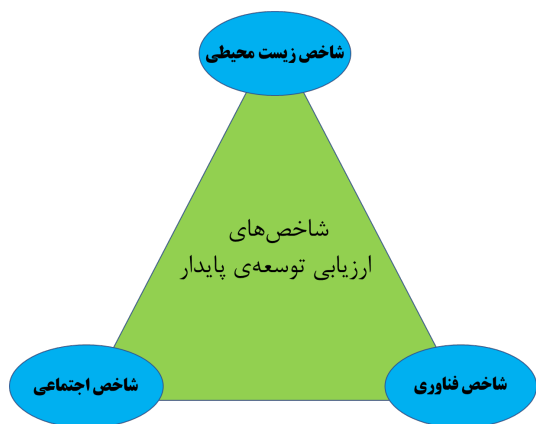 شاخص زیست محیطی
شاخص‌های
ارزیابی توسعه‌ی پایدار
شاخص فناوری
شاخص اجتماعی